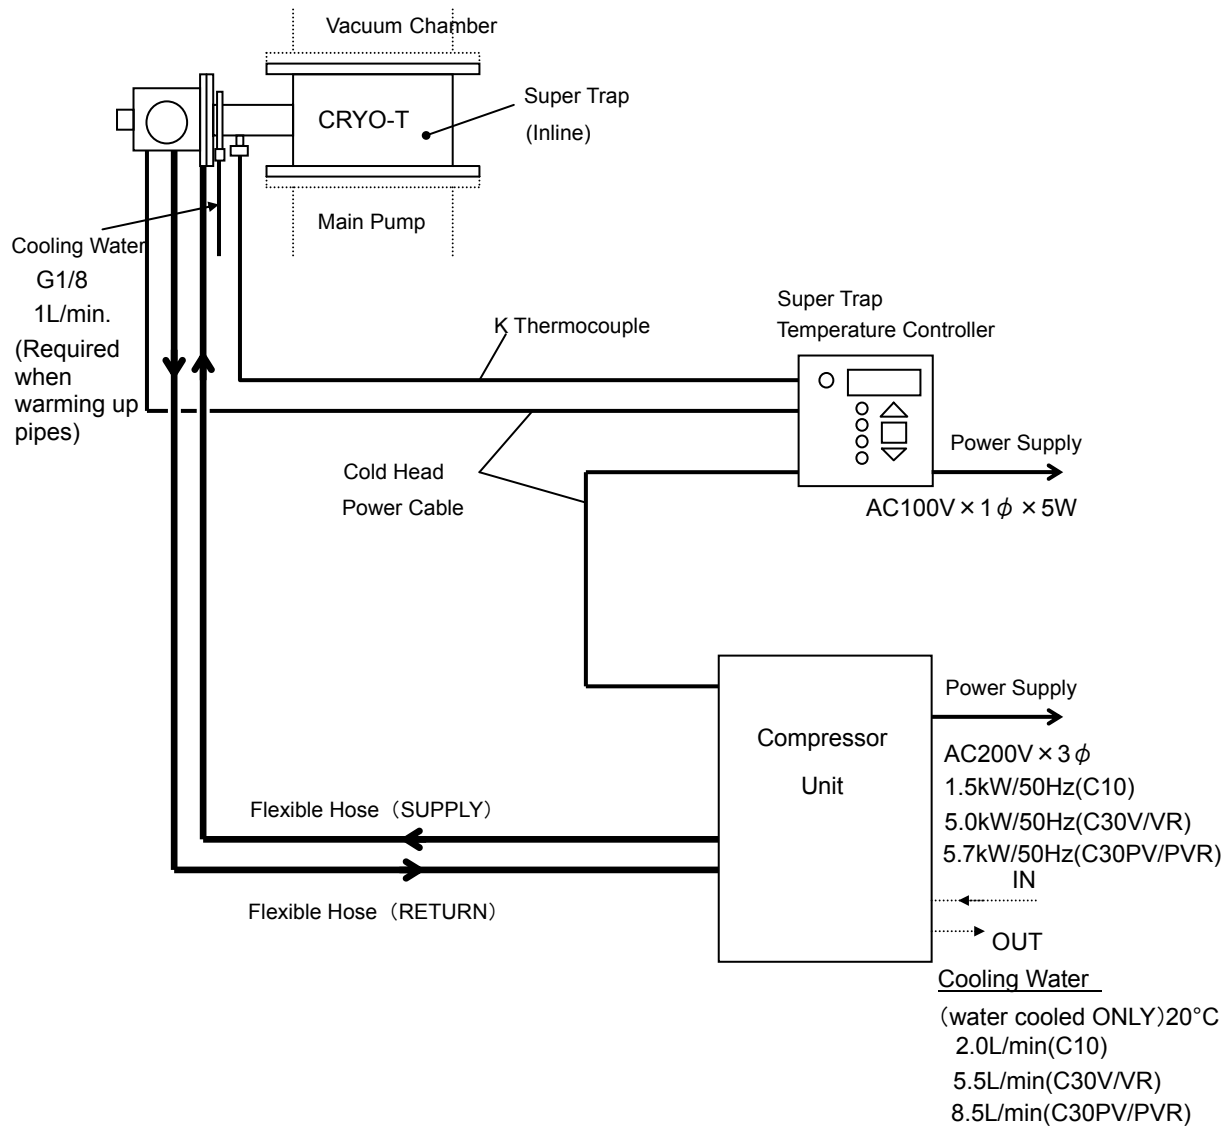 Vacuum Chamber
CRYO-T
Super Trap
(Inline)
Main Pump
Cooling Water
G1/8
1L/min.
(Required
when
warming up
pipes)
K Thermocouple
Super Trap
Temperature Controller
Cold Head
Power Cable
Power Supply
AC100V×1φ×5W
Compressor
Unit
Power Supply
AC200V×3φ
1.5kW/50Hz(C10)
5.0kW/50Hz(C30V/VR)
5.7kW/50Hz(C30PV/PVR)
IN
OUT
Flexible Hose（SUPPLY）
Flexible Hose（RETURN）
Cooling Water
（water cooled ONLY）20°C
2.0L/min(C10)
5.5L/min(C30V/VR)
8.5L/min(C30PV/PVR)